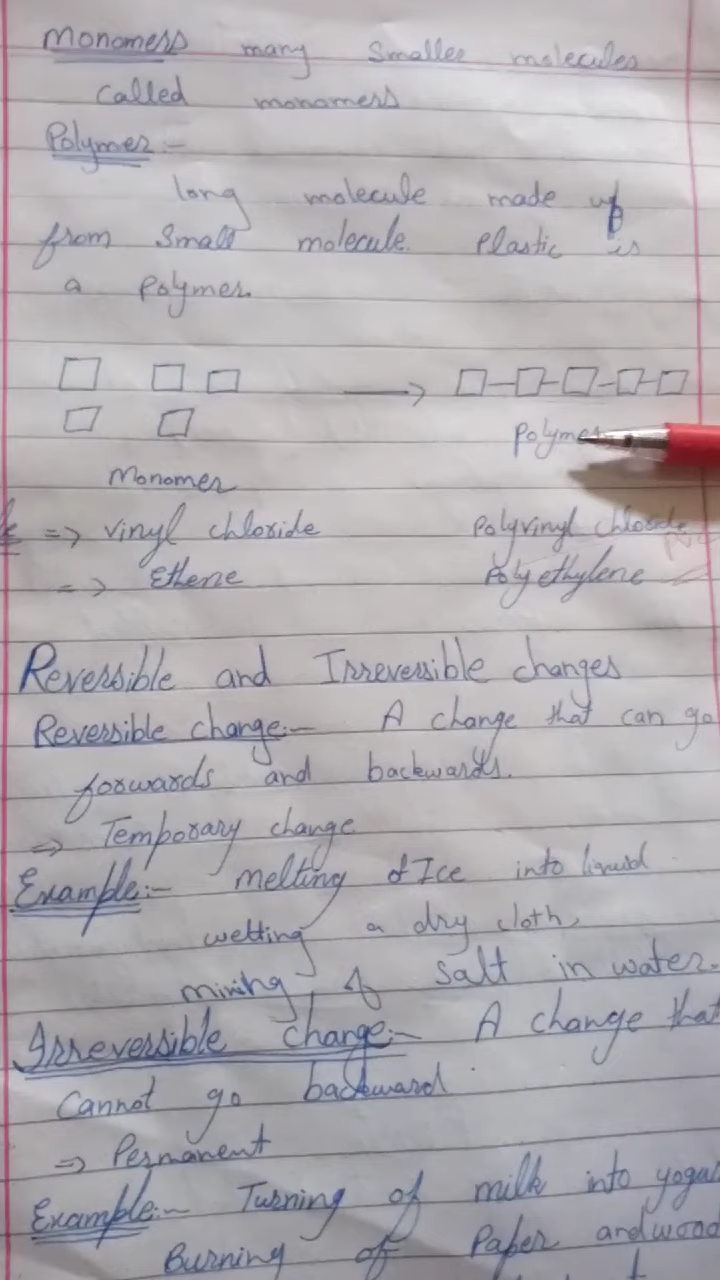 Monomers many smaller molecules
called monomers
Polymer:-
long molecule made up
from small molecule. Plastic is
a polymer.
Monomer
Polymer
=> vinyl chloride Polyvinyl chloride
=> Ethene Polyethylene
Reversible and Irreversible changes
Reversible change:- A change that can go
forwards and backwards.
=> Temporary change
Example:- melting of Ice into liquid
wetting a dry cloth,
mixing of salt in water.
Irreversible change:- A change that
Cannot go backward
=> Permanent
Example:- Turning of milk into
Burning of Paper and wood